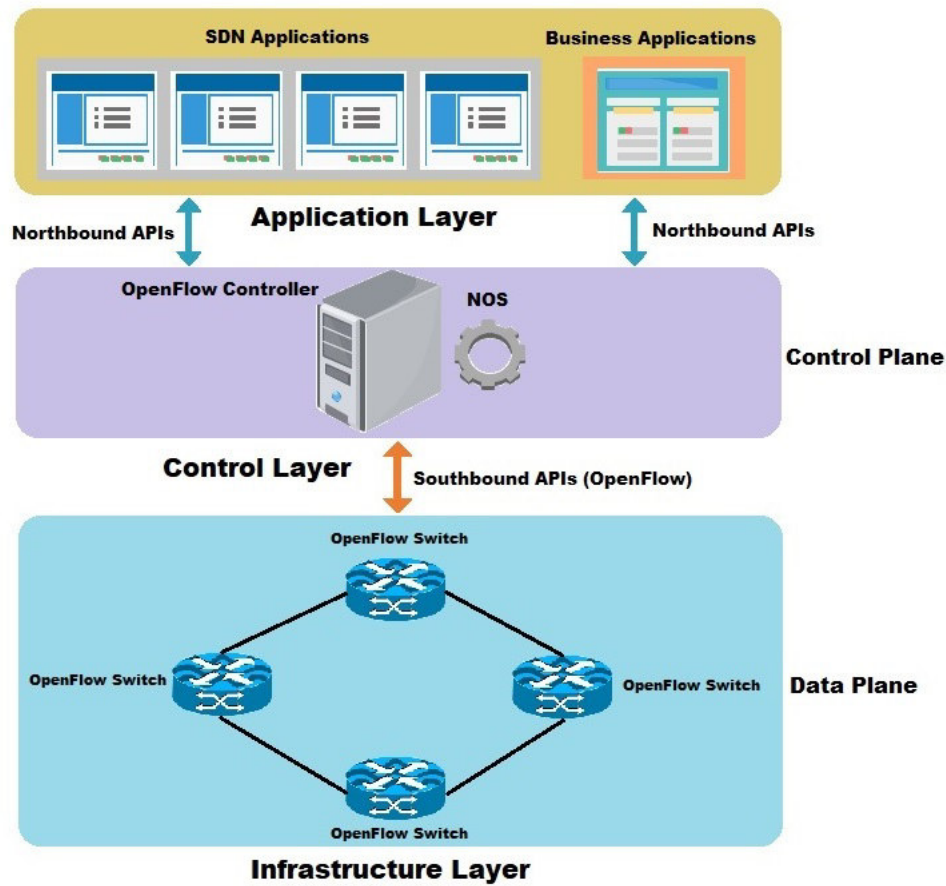 SDN Applications
Business Applications
Application Layer
Northbound APIs
Northbound APIs
OpenFlow Controller
NOS
Control Plane
Control Layer
Southbound APIs (OpenFlow)
OpenFlow Switch
OpenFlow Switch
OpenFlow Switch
Data Plane
OpenFlow Switch
Infrastructure Layer